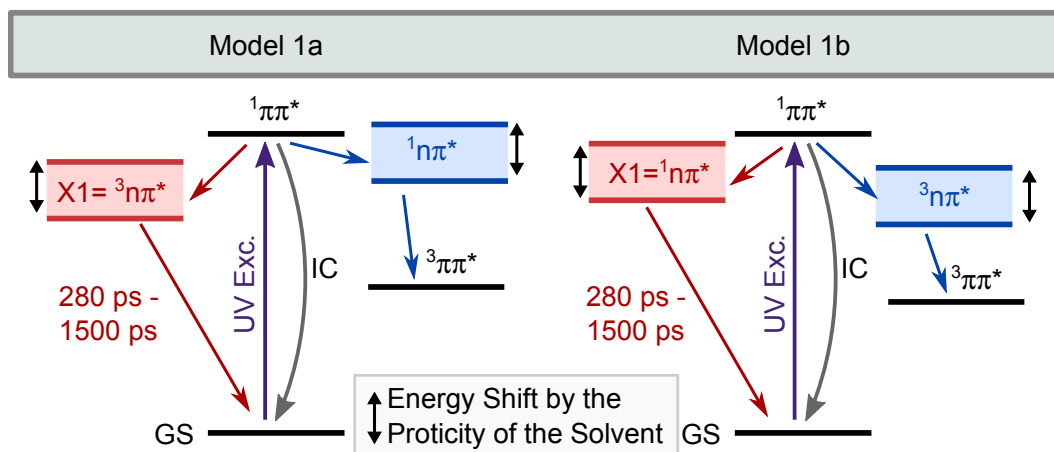 Model 1a
Model 1b
¹ππ*
¹nπ*
X1= ³nπ*
³ππ*
UV Exc.
IC
280 ps -
1500 ps
GS
¹ππ*
X1=¹nπ*
³nπ*
³ππ*
UV Exc.
IC
280 ps -
1500 ps
GS
Energy Shift by the
Proticity of the Solvent